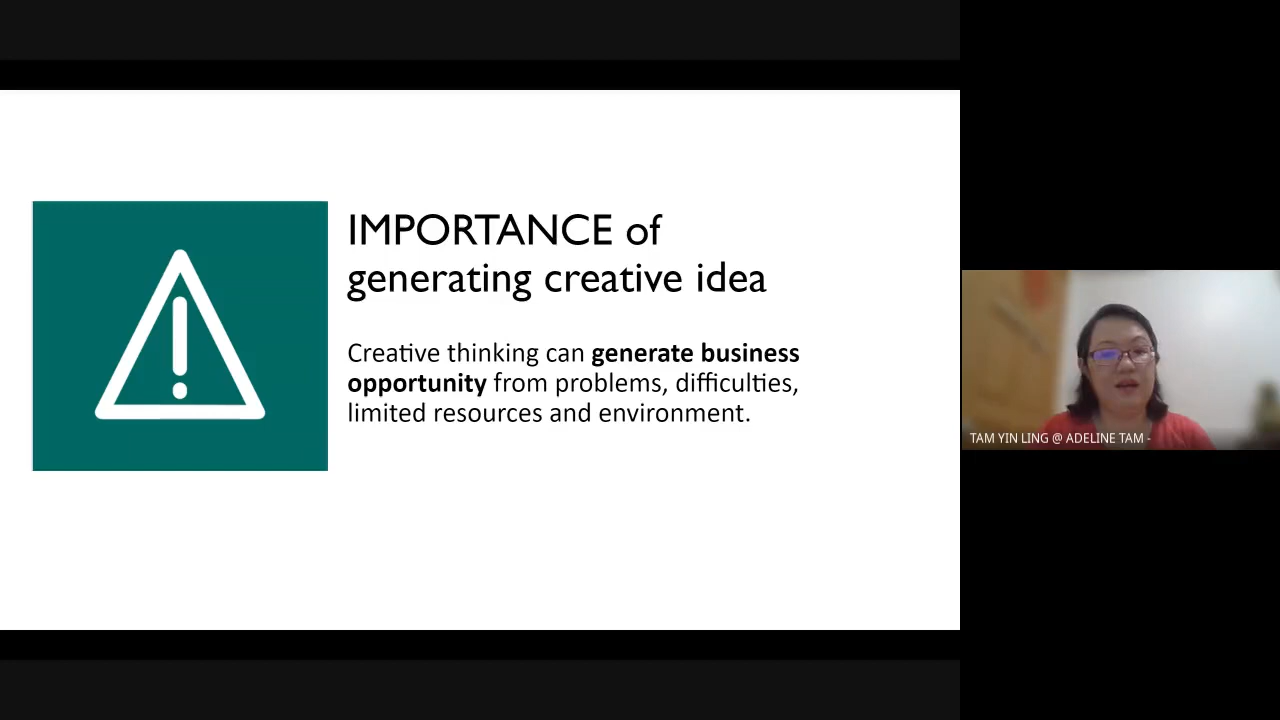 IMPORTANCE of
generating creative idea
Creative thinking can generate business
opportunity from problems, difficulties,
limited resources and environment.
TAM YIN LING @ ADELINE TAM -